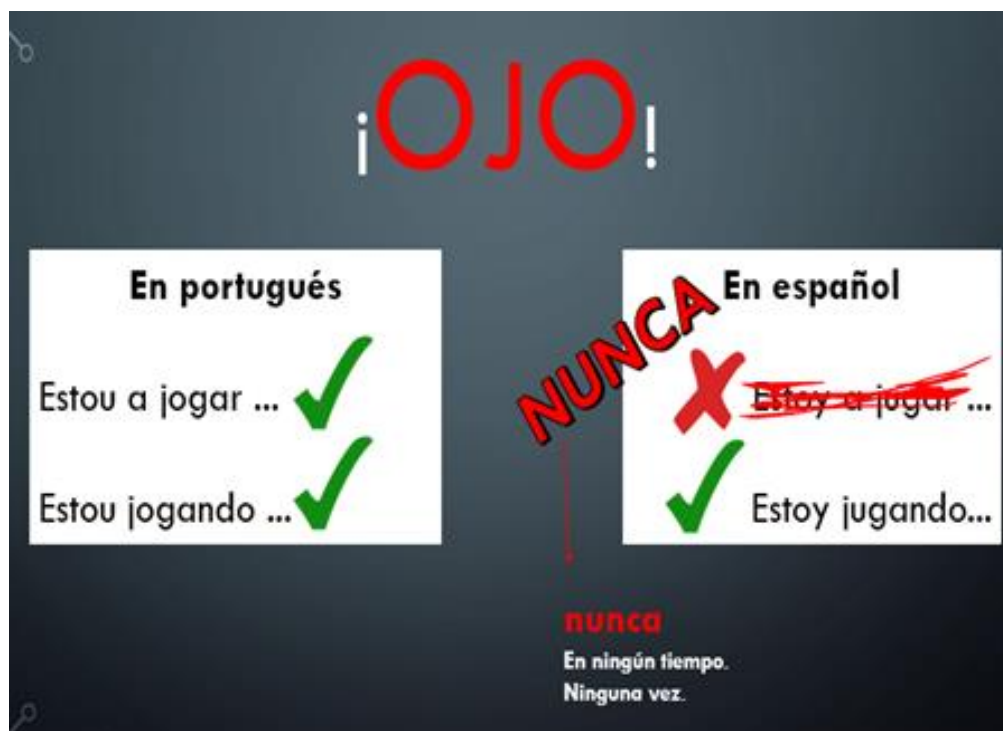 ¡OJO!
En portugués
Estou a jogar ...
Estou jogando ...
NUNCA
En español
Estoy a jugar ...
Estoy jugando...
nunca
En ningún tiempo.
Ninguna vez.